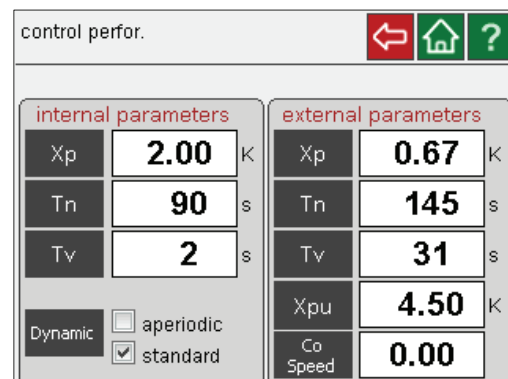 control perfor.
?
internal parameters
Xp 2.00 K
Tn 90 s
Tv 2 s
Dynamic
aperiodic
standard
external parameters
Xp 0.67 K
Tn 145 s
Tv 31 s
Xpu 4.50 K
Co
Speed 0.00